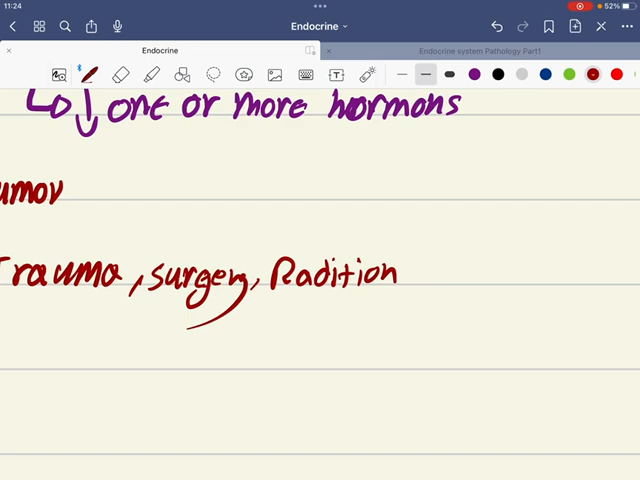 11:24
52%
Endocrine
Endocrine
Endocrine system Pathology Part1
one or more hormons
umor
Trauma, surgery, Radition